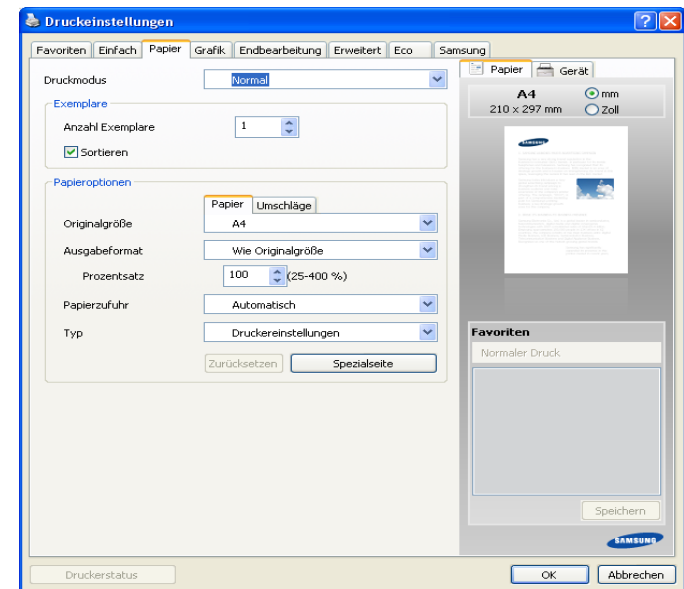 Druckeinstellungen
Favoriten Einfach Papier Grafik Endbearbeitung Erweitert Eco Samsung
Druckmodus Normal
Exemplare
Anzahl Exemplare 1
Sortieren
Papieroptionen
Papier Umschläge
Originalgröße A4
Ausgabeformat Wie Originalgröße
Prozentsatz 100 (25-400 %)
Papierzufuhr Automatisch
Typ Druckereinstellungen
Zurücksetzen Spezialseite
Papier Gerät
A4 mm
210 x 297 mm Zoll
SAMSUNG
Favoriten
Normaler Druck
Speichern
SAMSUNG
Druckerstatus OK Abbrechen